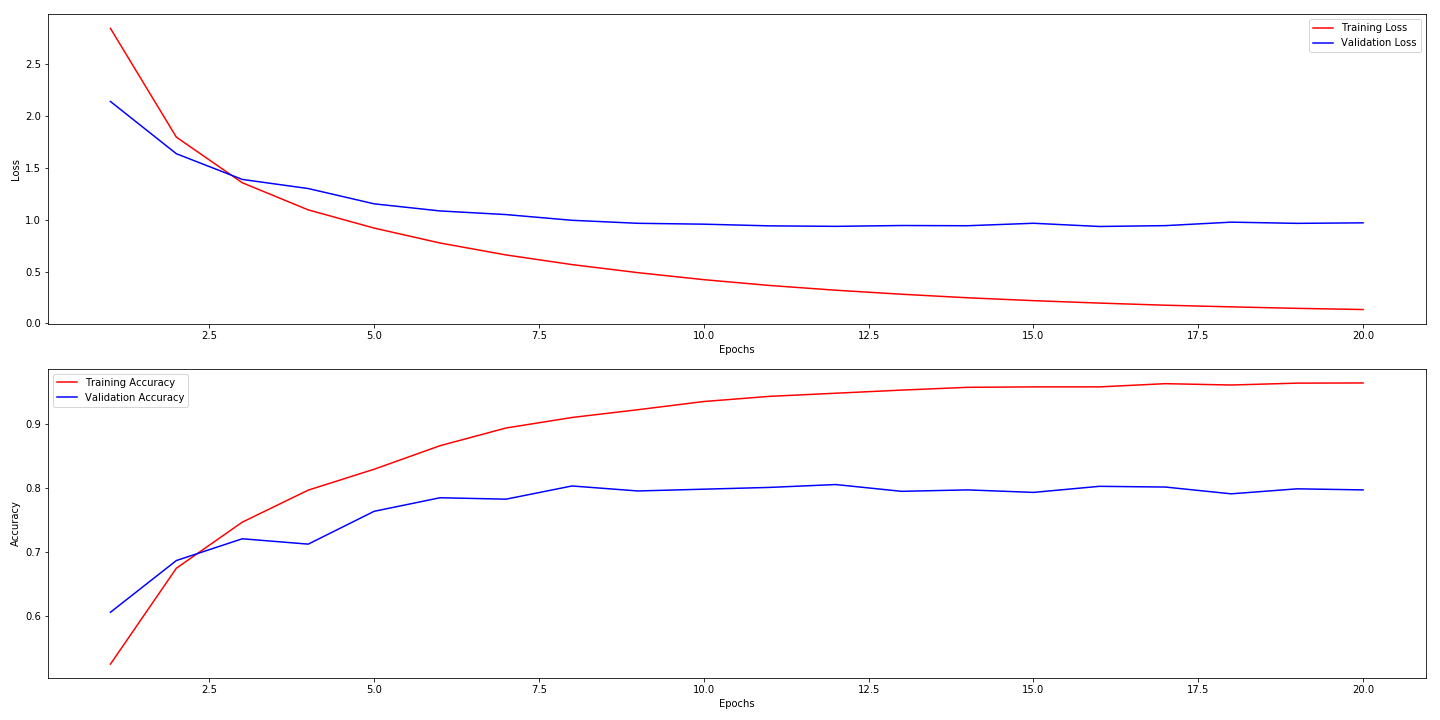 Training Loss
Validation Loss
2.5
2.0
1.5
1.0
0.5
0.0
Loss
2.5 5.0 7.5 10.0 12.5 15.0 17.5 20.0
Epochs
Training Accuracy
Validation Accuracy
0.9
0.8
0.7
0.6
Accuracy
2.5 5.0 7.5 10.0 12.5 15.0 17.5 20.0
Epochs